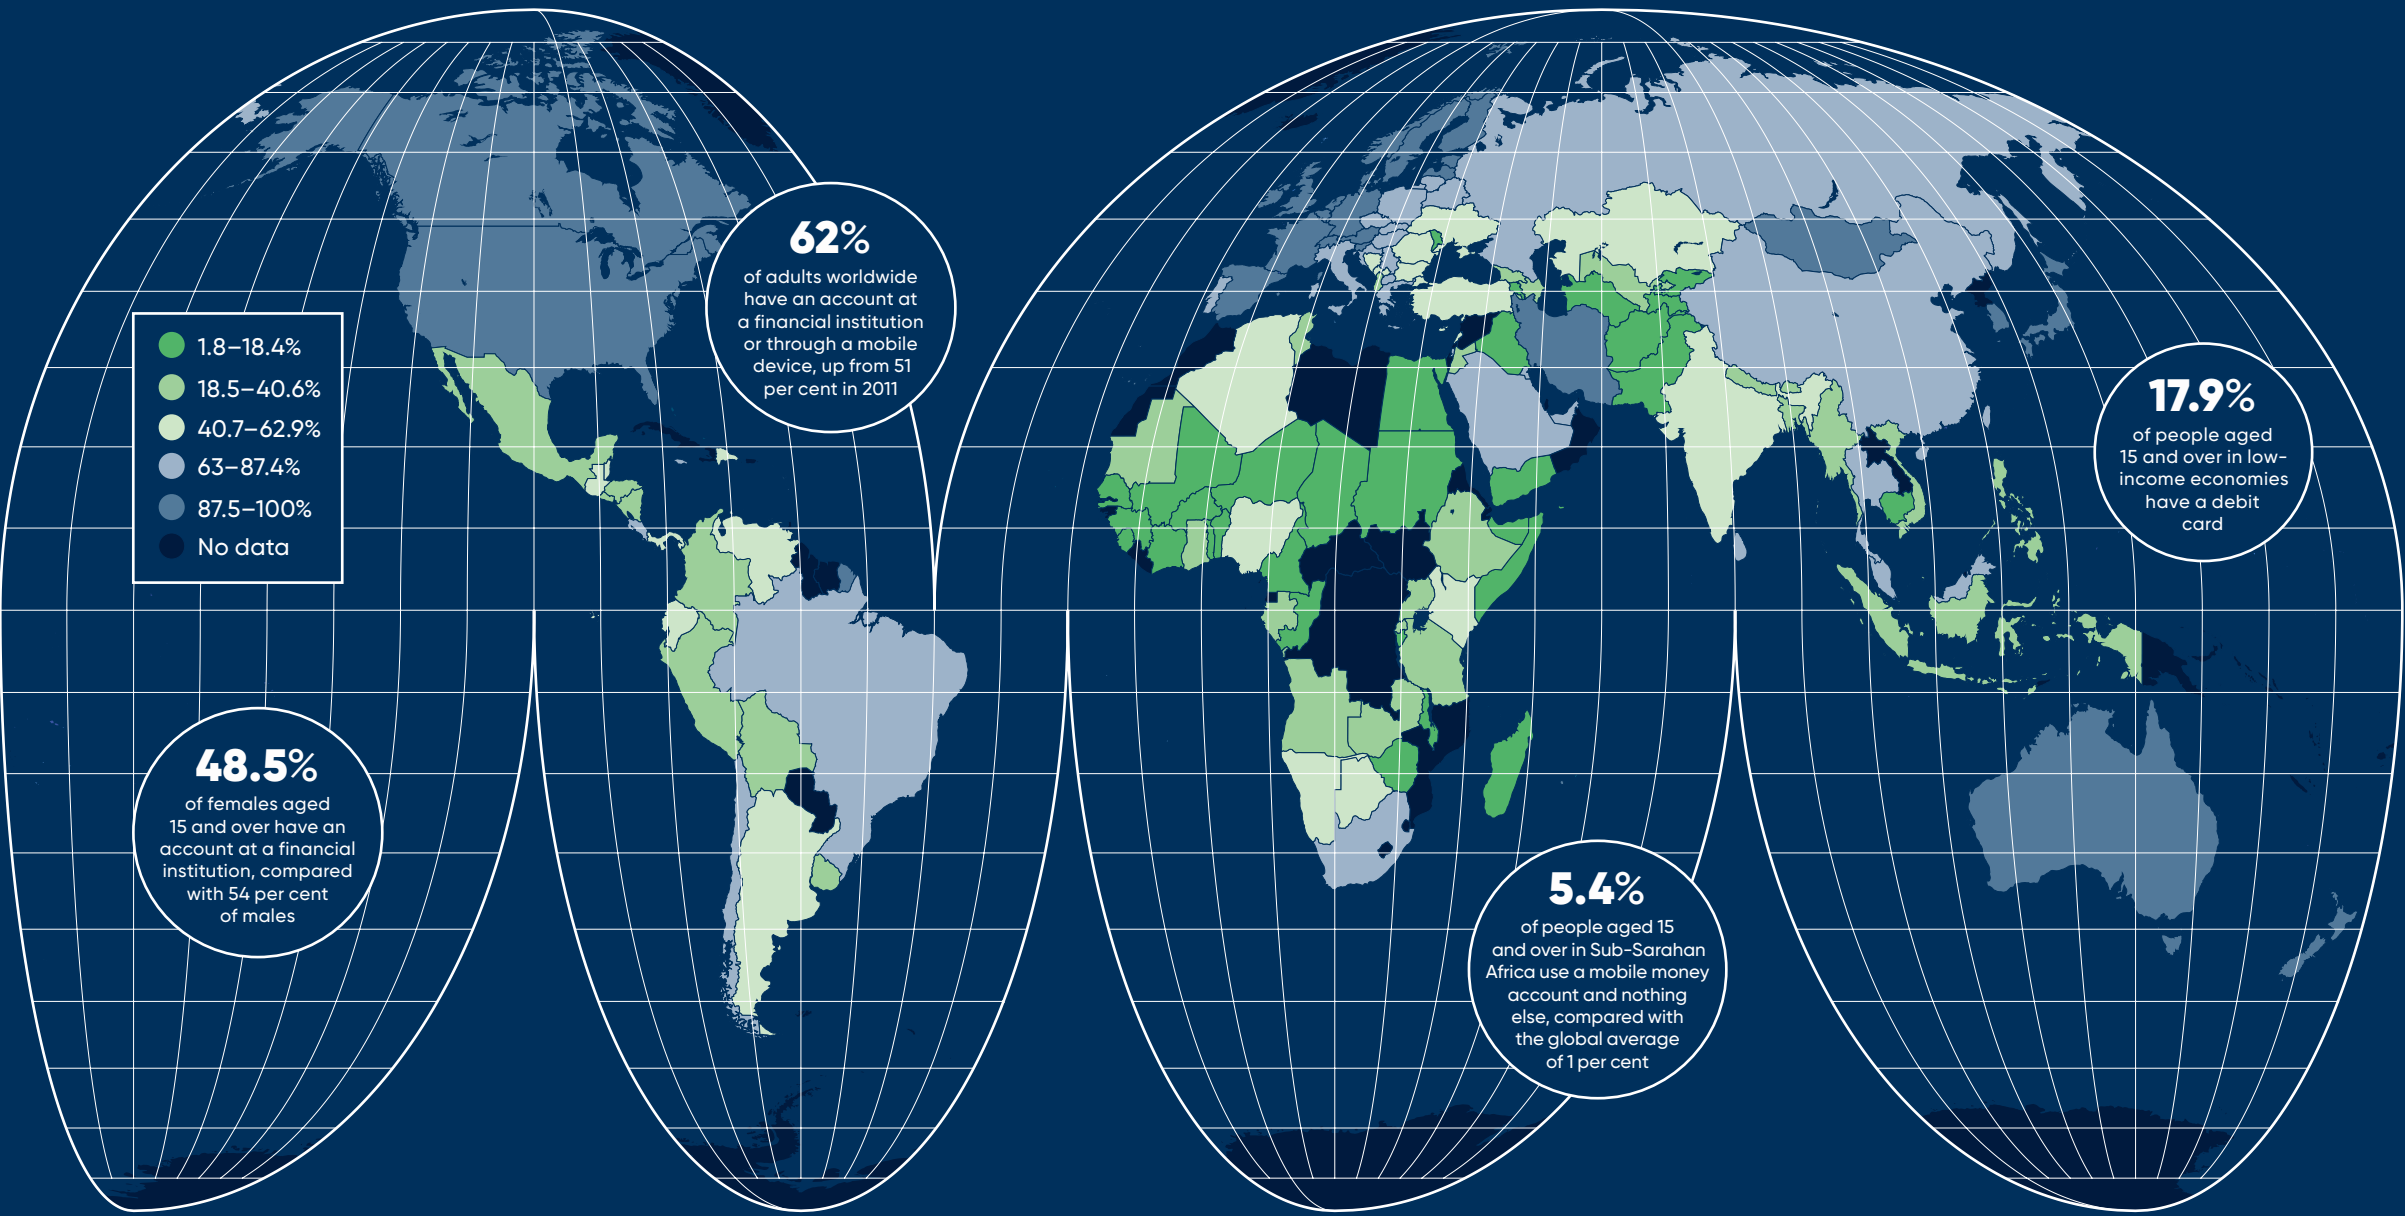 62%
of adults worldwide
have an account at
a financial institution
or through a mobile
device, up from 51
per cent in 2011
1.8–18.4%
18.5–40.6%
40.7–62.9%
63–87.4%
87.5–100%
No data
17.9%
of people aged
15 and over in low-
income economies
have a debit
card
48.5%
of females aged
15 and over have an
account at a financial
institution, compared
with 54 per cent
of males
5.4%
of people aged 15
and over in Sub-Sarahan
Africa use a mobile money
account and nothing
else, compared with
the global average
of 1 per cent